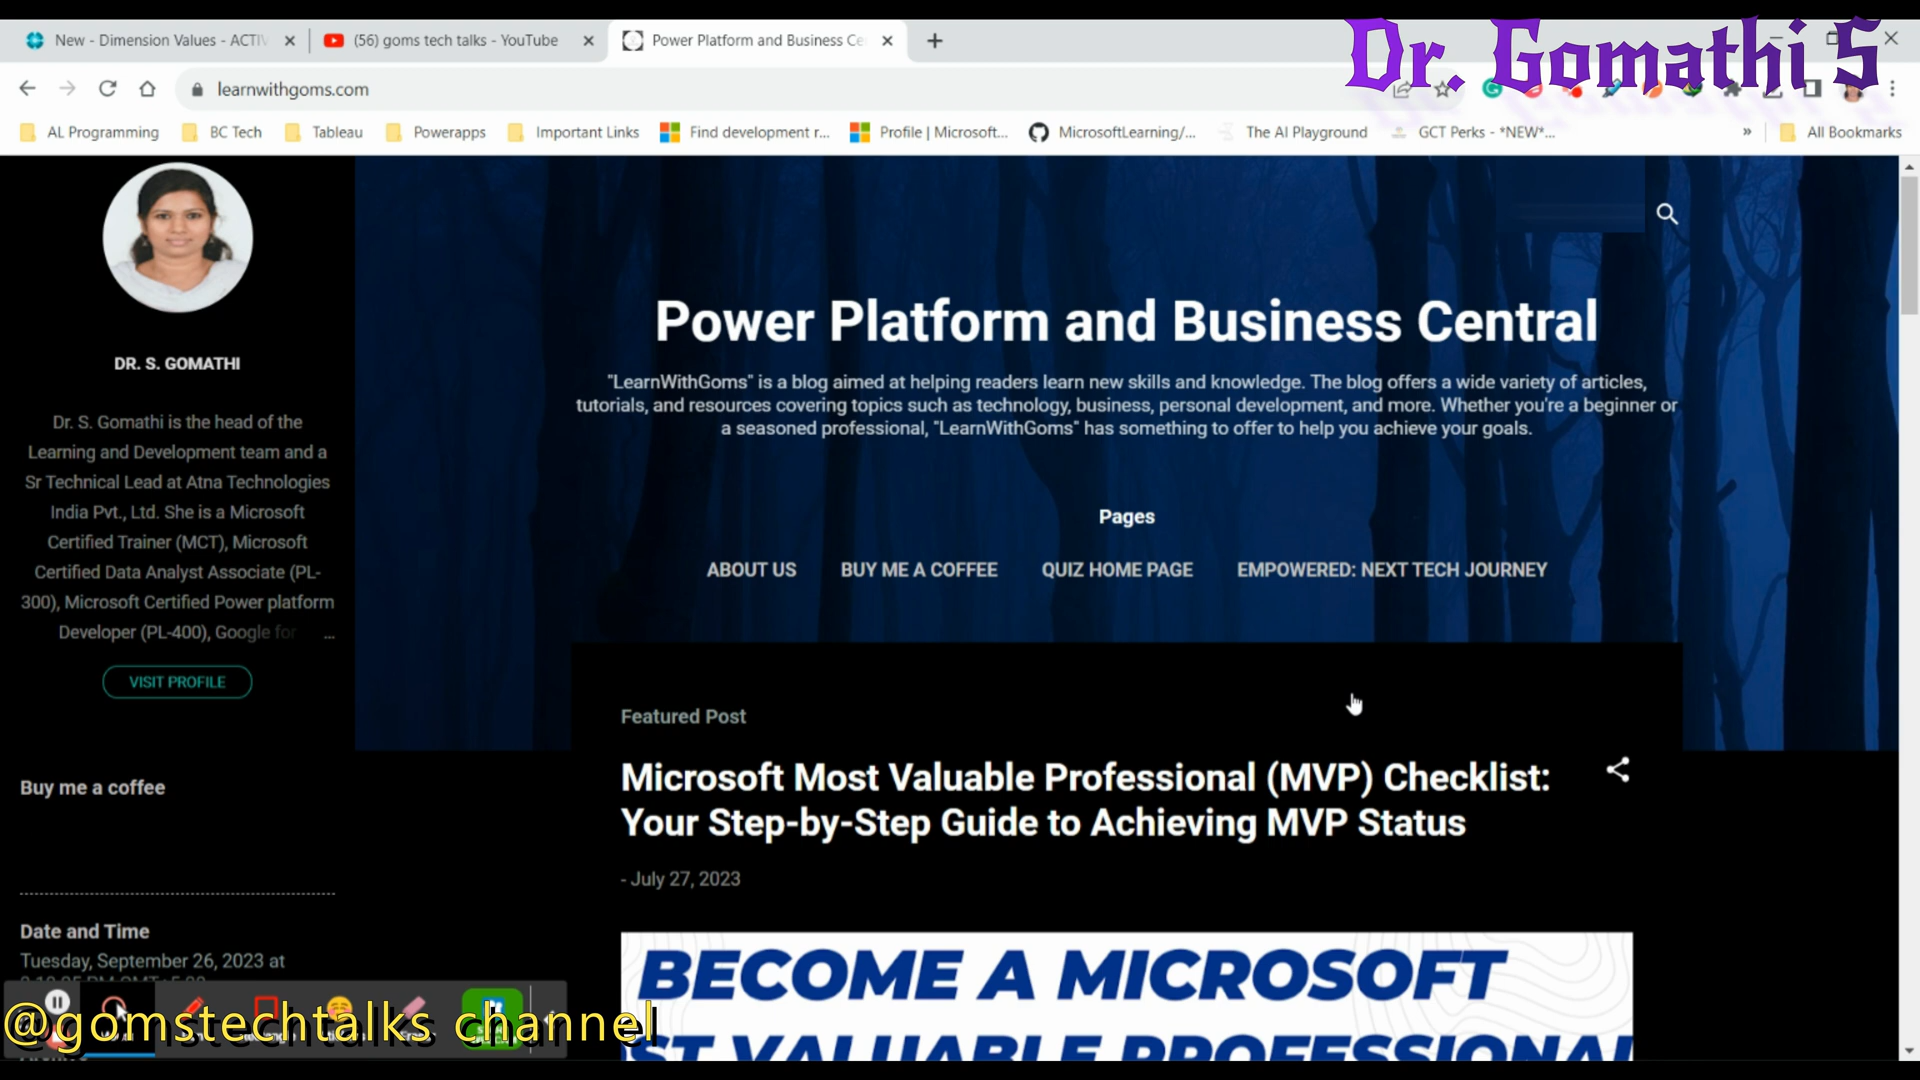 New - Dimension Values - ACTIV
(56) goms tech talks - YouTube
Power Platform and Business Ce
Dr. Gomathi S
learnwithgoms.com
AL Programming
BC Tech
Tableau
Powerapps
Important Links
Find development r...
Profile | Microsoft...
MicrosoftLearning/...
The AI Playground
GCT Perks - *NEW*...
»
All Bookmarks
DR. S. GOMATHI
Dr. S. Gomathi is the head of the
Learning and Development team and a
Sr Technical Lead at Atna Technologies
India Pvt., Ltd. She is a Microsoft
Certified Trainer (MCT), Microsoft
Certified Data Analyst Associate (PL-
300), Microsoft Certified Power platform
Developer (PL-400), Google for ...
VISIT PROFILE
Buy me a coffee
Date and Time
Tuesday, September 26, 2023 at
Power Platform and Business Central
"LearnWithGoms" is a blog aimed at helping readers learn new skills and knowledge. The blog offers a wide variety of articles,
tutorials, and resources covering topics such as technology, business, personal development, and more. Whether you're a beginner or
a seasoned professional, "LearnWithGoms" has something to offer to help you achieve your goals.
Pages
ABOUT US
BUY ME A COFFEE
QUIZ HOME PAGE
EMPOWERED: NEXT TECH JOURNEY
Featured Post
Microsoft Most Valuable Professional (MVP) Checklist:
Your Step-by-Step Guide to Achieving MVP Status
- July 27, 2023
BECOME A MICROSOFT
ST VALUABLE PROFESSIONAL
@gomstechtalks channel